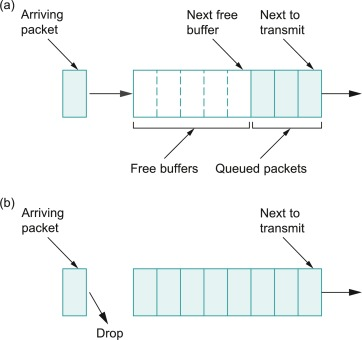 (a)
Arriving
packet
Next free
buffer
Next to
transmit
Free buffers
Queued packets
(b)
Arriving
packet
Next to
transmit
Drop